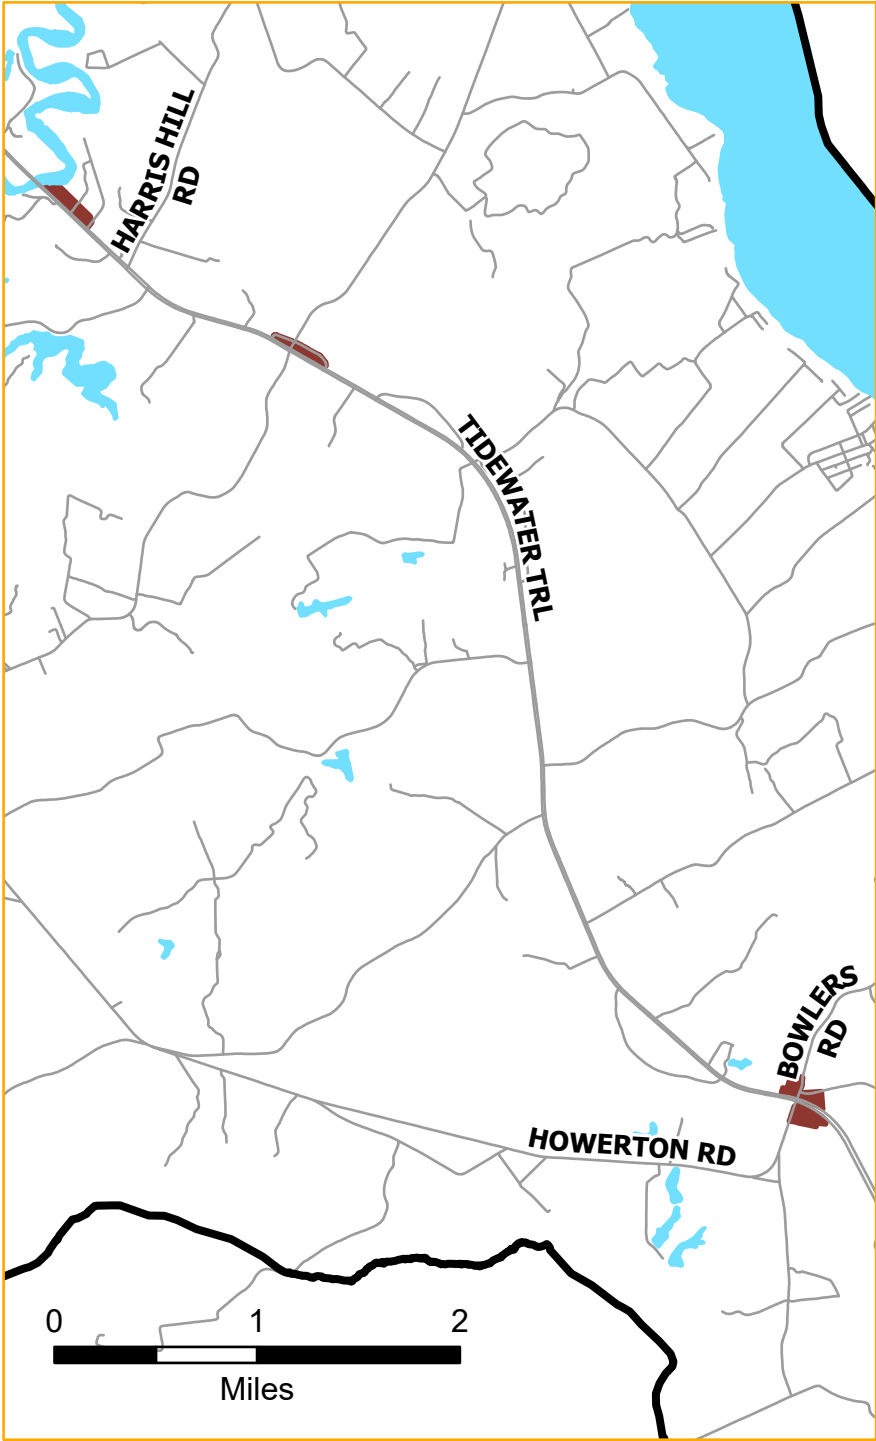 HARRIS HILL
RD
TIDEWATER TRL
BOWLERS
RD
HOWERTON RD
0 1 2
Miles